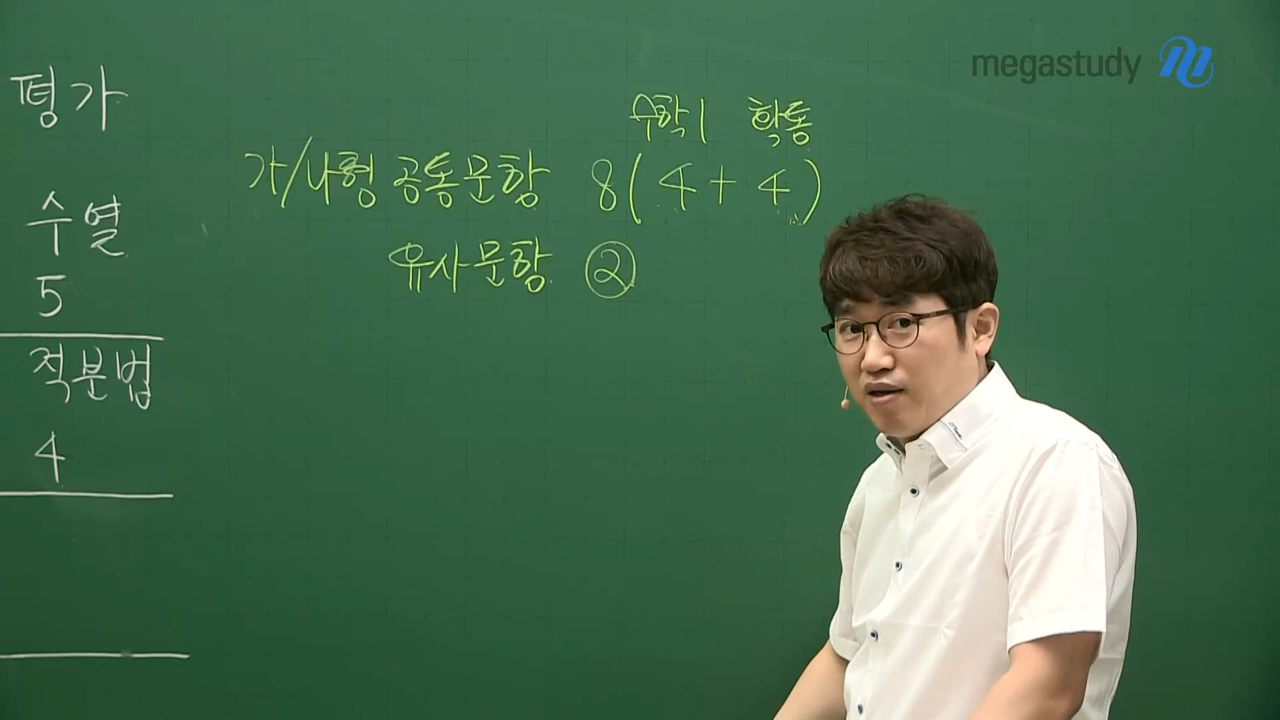 megastudy
평가
수열
5
적분법
4
수학1 확통
가/나형 공통문항 8(4+4)
유사문항 ②